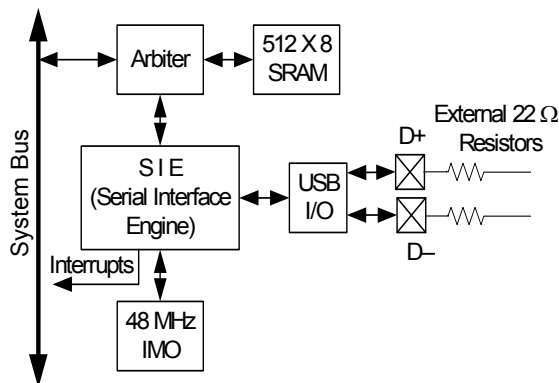 System Bus
Arbiter
512 X 8
SRAM
S I E
(Serial Interface
Engine)
USB
I/O
D+
D–
External 22 Ω
Resistors
Interrupts
48 MHz
IMO